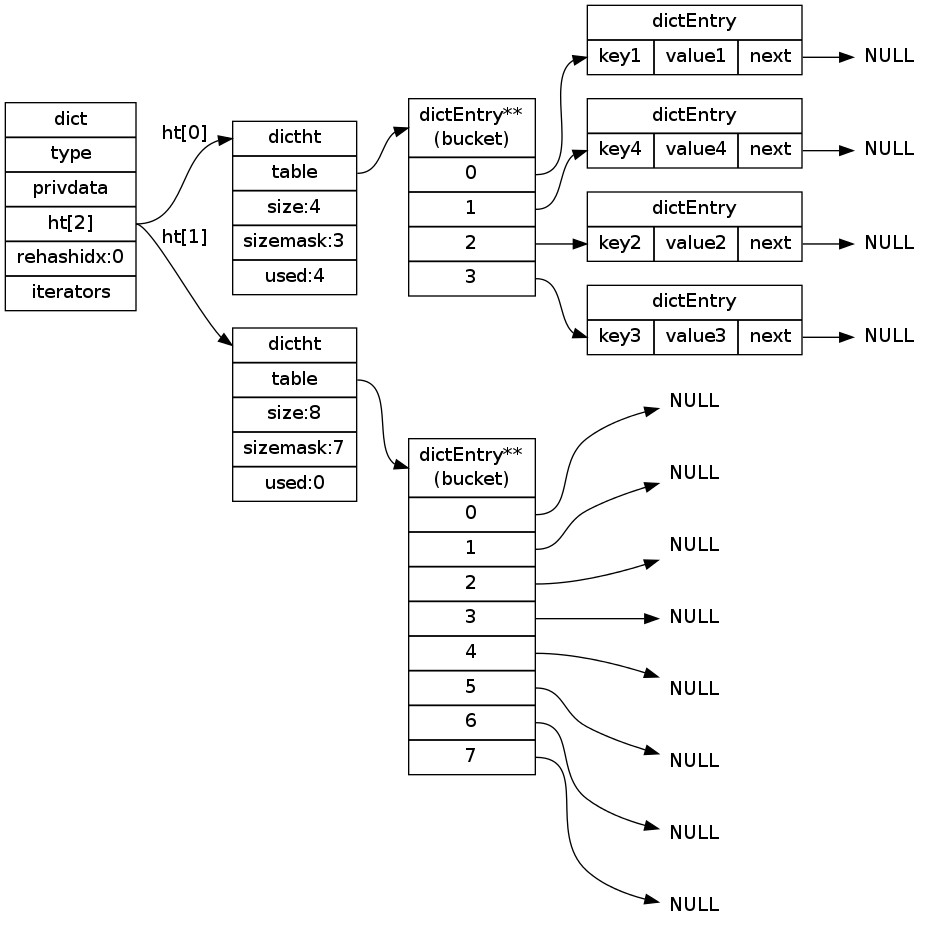 dict
type
privdata
ht[2]
rehashidx:0
iterators
ht[0]
ht[1]
dictht
table
size:4
sizemask:3
used:4
dictht
table
size:8
sizemask:7
used:0
dictEntry**
(bucket)
0
1
2
3
dictEntry
key1 value1 next NULL
dictEntry
key4 value4 next NULL
dictEntry
key2 value2 next NULL
dictEntry
key3 value3 next NULL
dictEntry**
(bucket)
0
1
2
3
4
5
6
7
NULL
NULL
NULL
NULL
NULL
NULL
NULL
NULL